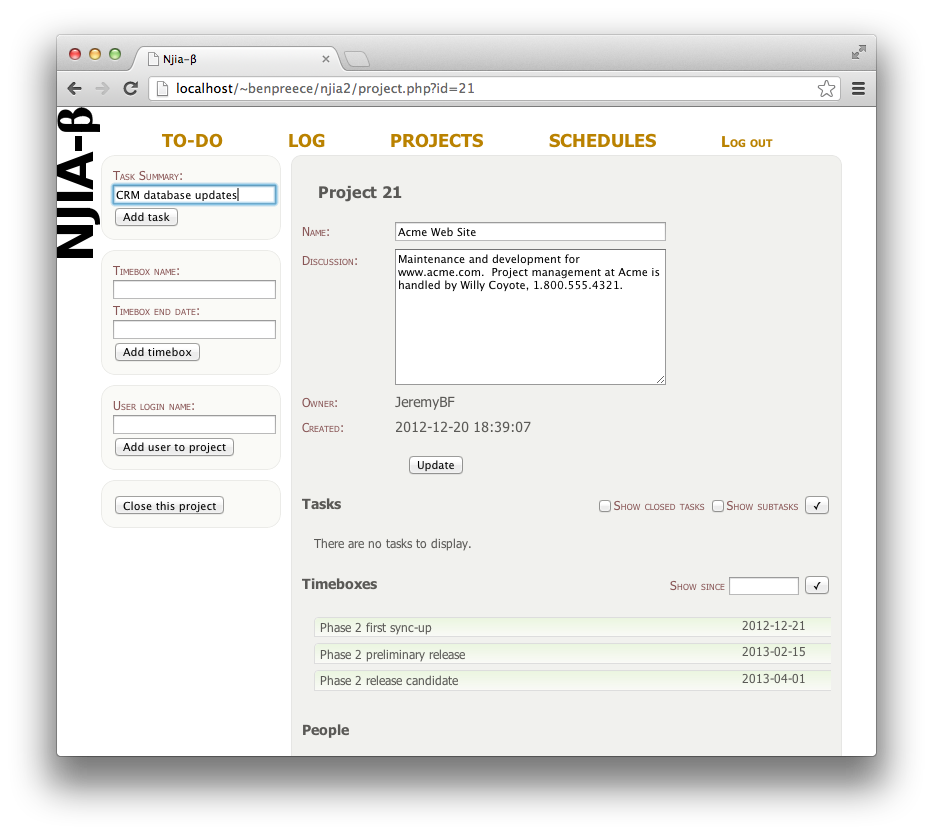 Njia-β
localhost/~benpreece/njia2/project.php?id=21
NJIA-β
TO-DO LOG PROJECTS SCHEDULES Log out
Task Summary:
CRM database updates
Add task
Timebox name:
Timebox end date:
Add timebox
User login name:
Add user to project
Close this project
Project 21
Name: Acme Web Site
Discussion: Maintenance and development for
www.acme.com. Project management at Acme is
handled by Willy Coyote, 1.800.555.4321.
Owner: JeremyBF
Created: 2012-12-20 18:39:07
Update
Tasks Show closed tasks Show subtasks ✓
There are no tasks to display.
Timeboxes Show since ✓
Phase 2 first sync-up 2012-12-21
Phase 2 preliminary release 2013-02-15
Phase 2 release candidate 2013-04-01
People